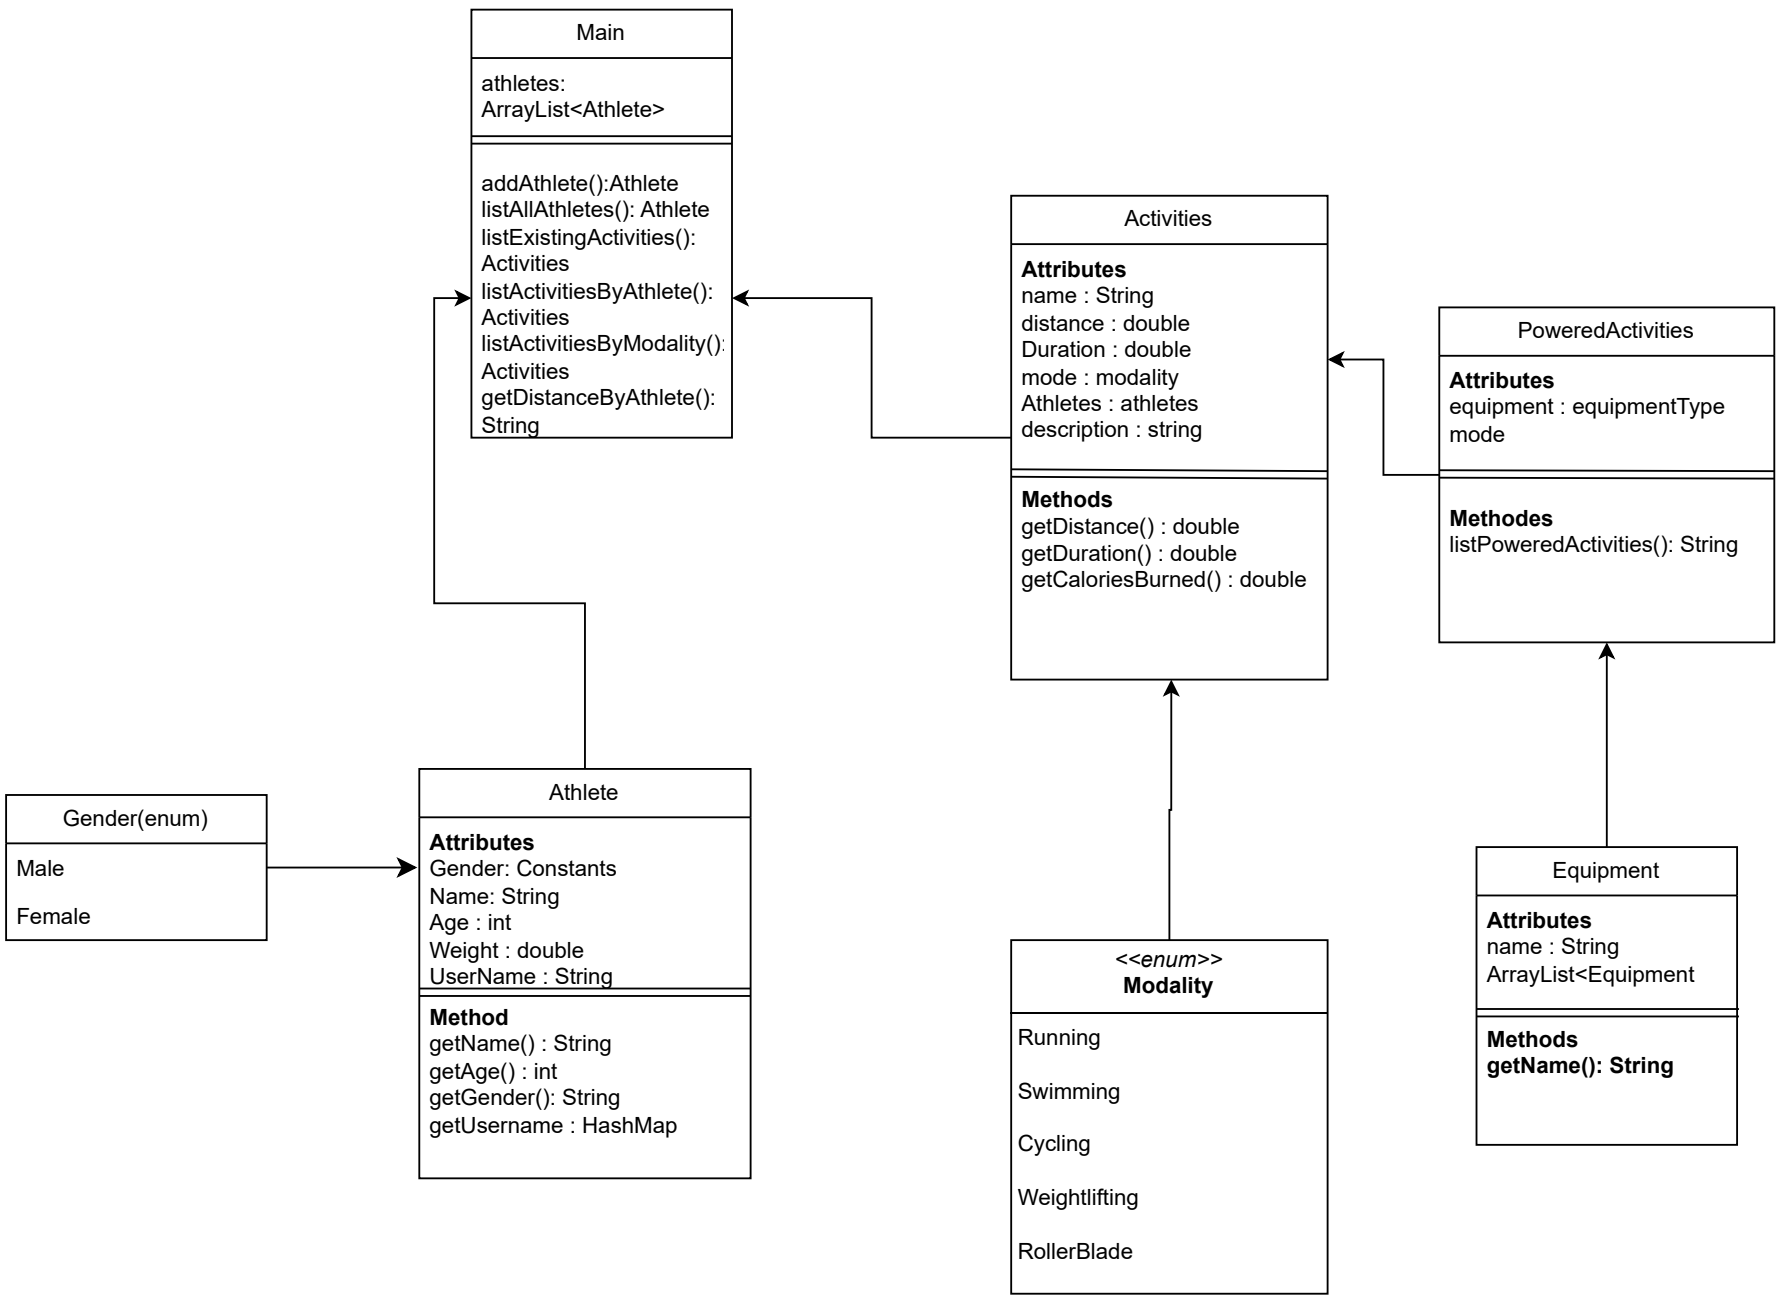 Main
athletes:
ArrayList<Athlete>
addAthlete():Athlete
listAllAthletes(): Athlete
listExistingActivities():
Activities
listActivitiesByAthlete():
Activities
listActivitiesByModality():
Activities
getDistanceByAthlete():
String
Activities
Attributes
name : String
distance : double
Duration : double
mode : modality
Athletes : athletes
description : string
Methods
getDistance() : double
getDuration() : double
getCaloriesBurned() : double
PoweredActivities
Attributes
equipment : equipmentType
mode
Methodes
listPoweredActivities(): String
Gender(enum)
Male
Female
Athlete
Attributes
Gender: Constants
Name: String
Age : int
Weight : double
UserName : String
Method
getName() : String
getAge() : int
getGender(): String
getUsername : HashMap
<<enum>>
Modality
Running
Swimming
Cycling
Weightlifting
RollerBlade
Equipment
Attributes
name : String
ArrayList<Equipment
Methods
getName(): String